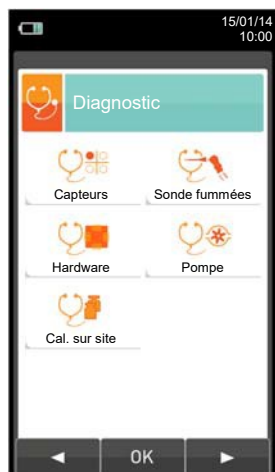 15/01/14
10:00
Diagnostic
Capteurs
Sonde fummées
Hardware
Pompe
Cal. sur site
OK